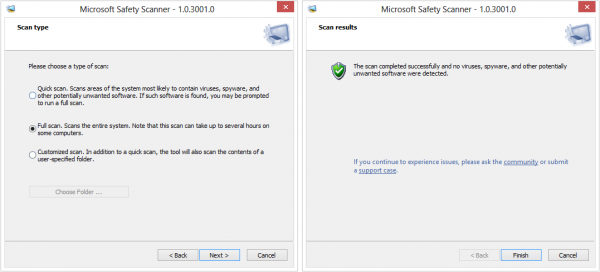 Microsoft Safety Scanner - 1.0.3001.0
Scan type
Please choose a type of scan:
Quick scan. Scans areas of the system most likely to contain viruses, spyware, and
other potentially unwanted software. If such software is found, you may be prompted
to run a full scan.
Full scan. Scans the entire system. Note that this scan can take up to several hours on
some computers.
Customized scan. In addition to a quick scan, the tool will also scan the contents of a
user-specified folder.
Choose Folder ...
< Back
Next >
Cancel
Microsoft Safety Scanner - 1.0.3001.0
Scan results
The scan completed successfully and no viruses, spyware, and other potentially
unwanted software were detected.
If you continue to experience issues, please ask the community or submit
a support case.
< Back
Finish
Cancel